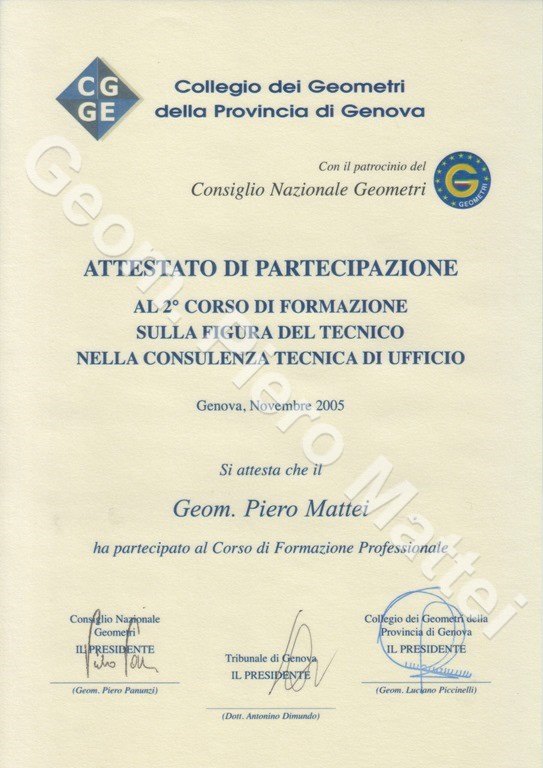 CG
GE
Collegio dei Geometri
della Provincia di Genova
Con il patrocinio del
Consiglio Nazionale Geometri
G
GEOMETRI
ATTESTATO DI PARTECIPAZIONE
AL 2° CORSO DI FORMAZIONE
SULLA FIGURA DEL TECNICO
NELLA CONSULENZA TECNICA DI UFFICIO
Genova, Novembre 2005
Si attesta che il
Geom. Piero Mattei
ha partecipato al Corso di Formazione Professionale
Consiglio Nazionale
Geometri
IL PRESIDENTE
(Geom. Piero Panunzi)
Tribunale di Genova
IL PRESIDENTE
(Dott. Antonino Dimundo)
Collegio dei Geometri della
Provincia di Genova
IL PRESIDENTE
(Geom. Luciano Piccinelli)
Geom. Piero Mattei